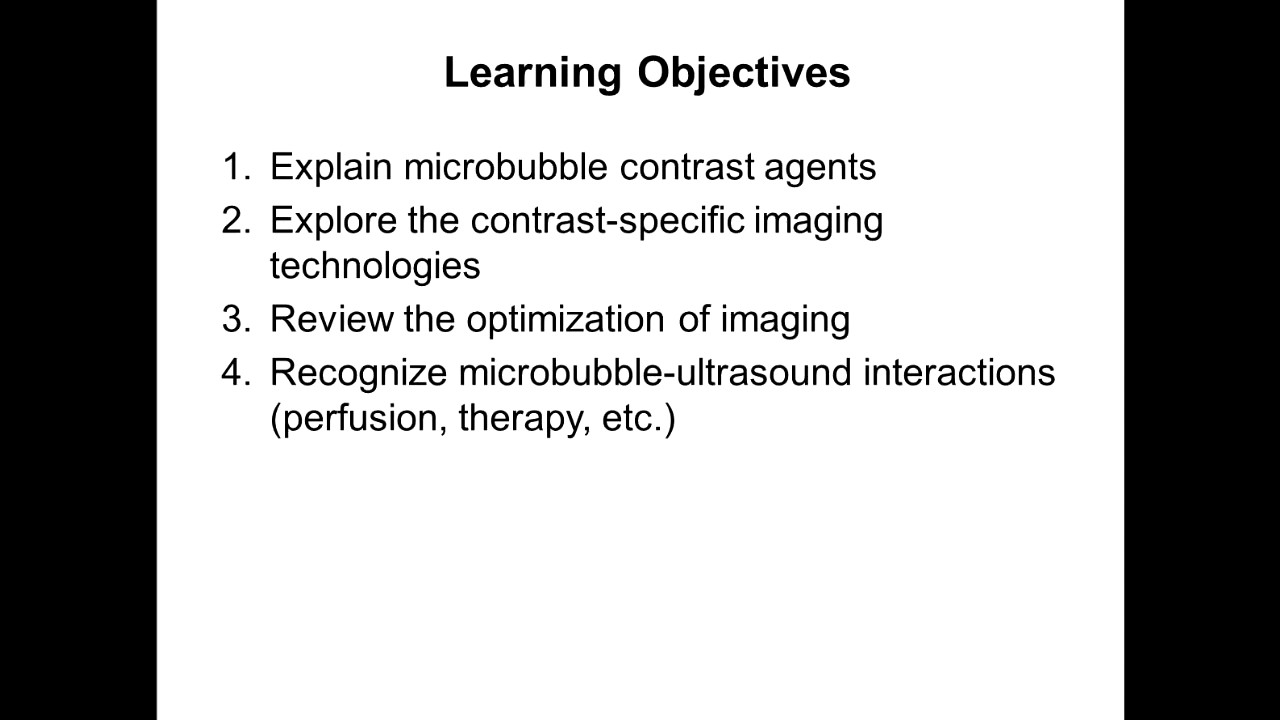 Learning Objectives
1. Explain microbubble contrast agents
2. Explore the contrast-specific imaging
technologies
3. Review the optimization of imaging
4. Recognize microbubble-ultrasound interactions
(perfusion, therapy, etc.)